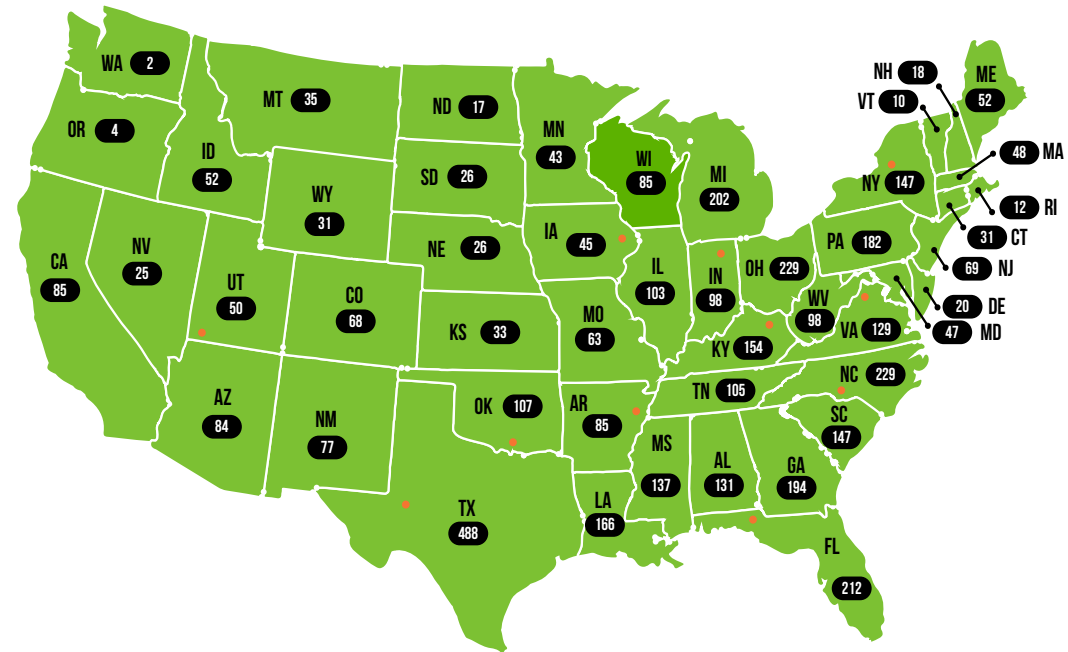 WA 2
OR 4
ID 52
MT 35
WY 31
ND 17
SD 26
NE 26
MN 43
WI 85
MI 202
IA 45
IL 103
IN 98
OH 229
CA 85
NV 25
UT 50
CO 68
KS 33
MO 63
KY 154
WV 98
VA 129
PA 182
NY 147
VT 10
NH 18
ME 52
48 MA
12 RI
31 CT
69 NJ
20 DE
47 MD
AZ 84
NM 77
OK 107
AR 85
TN 105
NC 229
SC 147
MS 137
AL 131
GA 194
TX 488
LA 166
FL 212